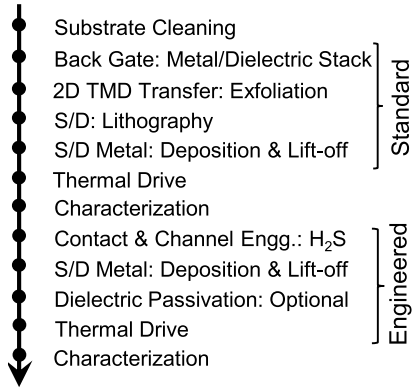 Substrate Cleaning
Back Gate: Metal/Dielectric Stack
2D TMD Transfer: Exfoliation
S/D: Lithography
S/D Metal: Deposition & Lift-off
Standard
Thermal Drive
Characterization
Contact & Channel Engg.: H₂S
S/D Metal: Deposition & Lift-off
Dielectric Passivation: Optional
Thermal Drive
Engineered
Characterization